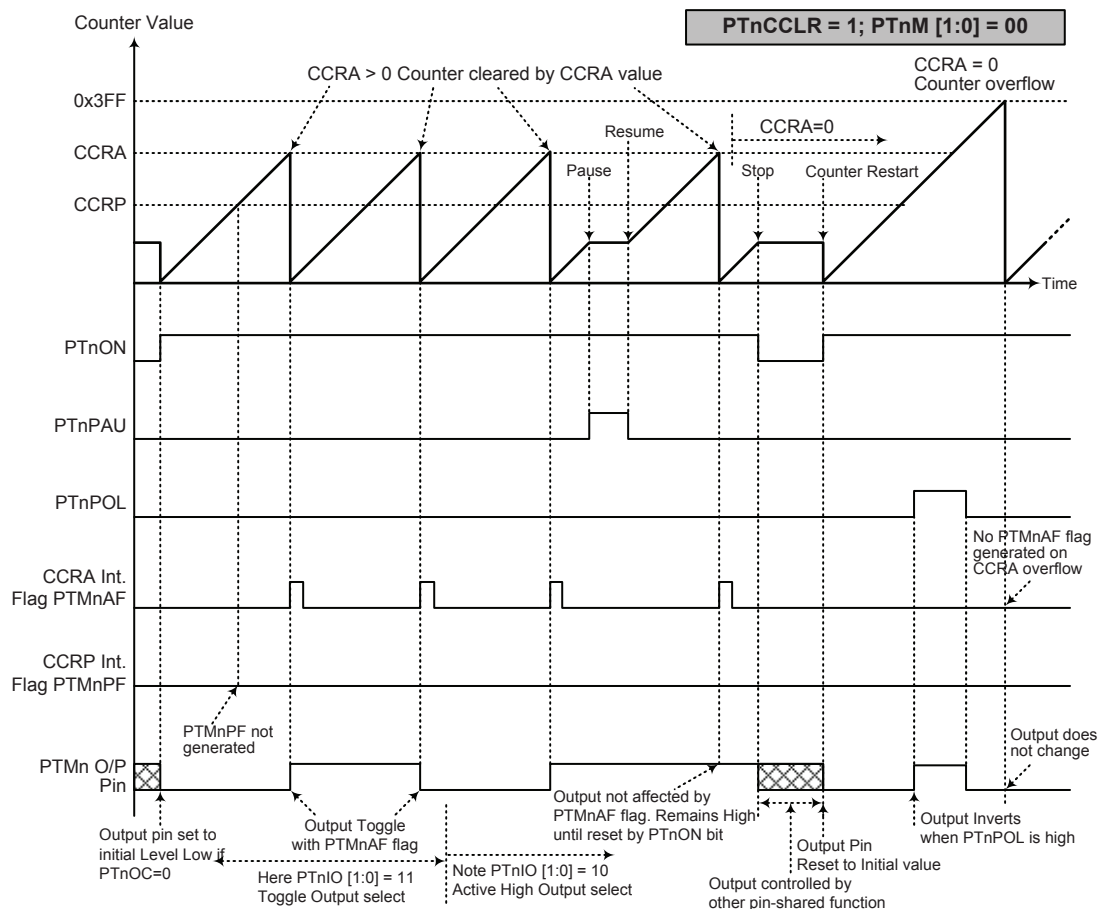 Counter Value
PTnCCLR = 1; PTnM [1:0] = 00
CCRA > 0 Counter cleared by CCRA value
CCRA = 0
Counter overflow
0x3FF
CCRA=0
Resume
CCRA
Pause
Stop
Counter Restart
CCRP
Time
PTnON
PTnPAU
PTnPOL
No PTMnAF flag
generated on
CCRA overflow
CCRA Int.
Flag PTMnAF
CCRP Int.
Flag PTMnPF
PTMnPF not
generated
Output does
not change
PTMn O/P
Pin
Output pin set to
initial Level Low if
PTnOC=0
Output Toggle
with PTMnAF flag
Output not affected by
PTMnAF flag. Remains High
until reset by PTnON bit
Output Inverts
when PTnPOL is high
Output Pin
Reset to Initial value
Here PTnIO [1:0] = 11
Toggle Output select
Note PTnIO [1:0] = 10
Active High Output select
Output controlled by
other pin-shared function